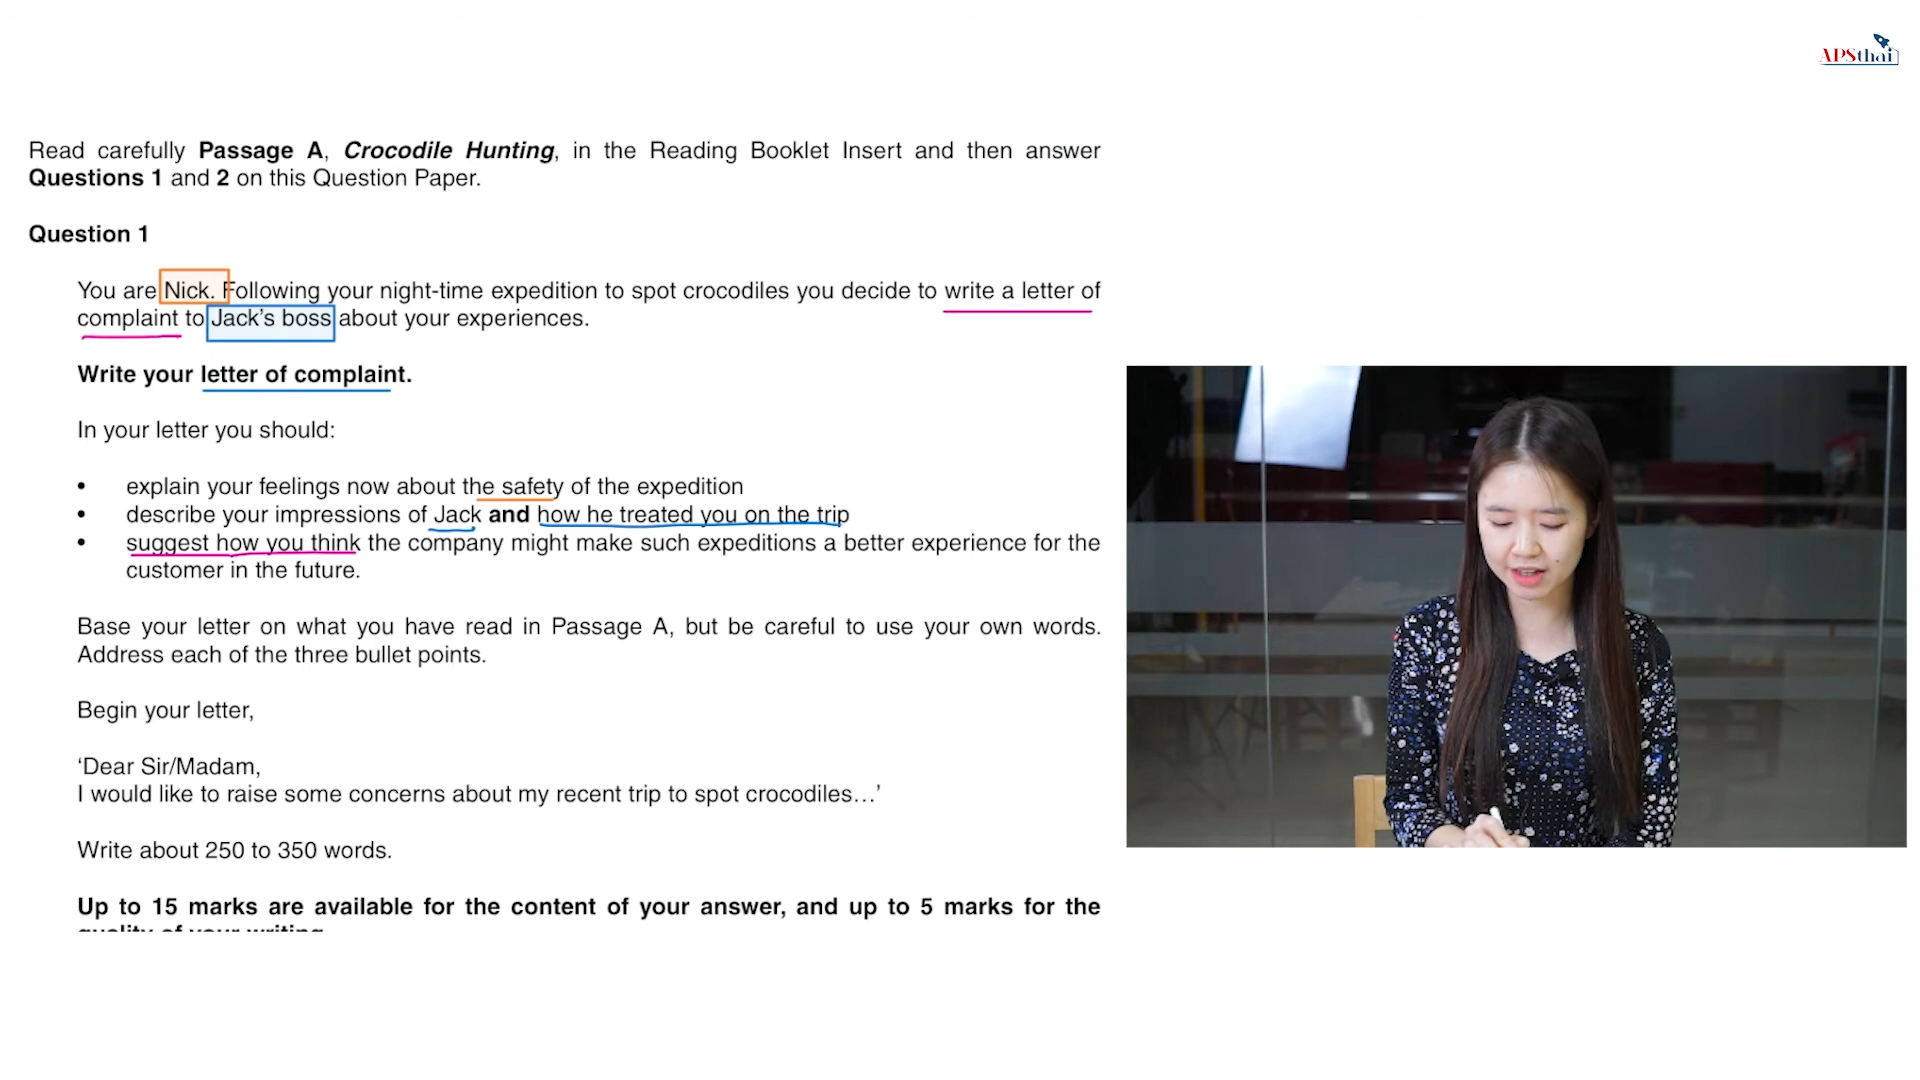 APSthai
Read carefully Passage A, Crocodile Hunting, in the Reading Booklet Insert and then answer
Questions 1 and 2 on this Question Paper.
Question 1
You are Nick. Following your night-time expedition to spot crocodiles you decide to write a letter of
complaint to Jack's boss about your experiences.
Write your letter of complaint.
In your letter you should:
• explain your feelings now about the safety of the expedition
• describe your impressions of Jack and how he treated you on the trip
• suggest how you think the company might make such expeditions a better experience for the
customer in the future.
Base your letter on what you have read in Passage A, but be careful to use your own words.
Address each of the three bullet points.
Begin your letter,
‘Dear Sir/Madam,
I would like to raise some concerns about my recent trip to spot crocodiles…’
Write about 250 to 350 words.
Up to 15 marks are available for the content of your answer, and up to 5 marks for the
quality of your writing